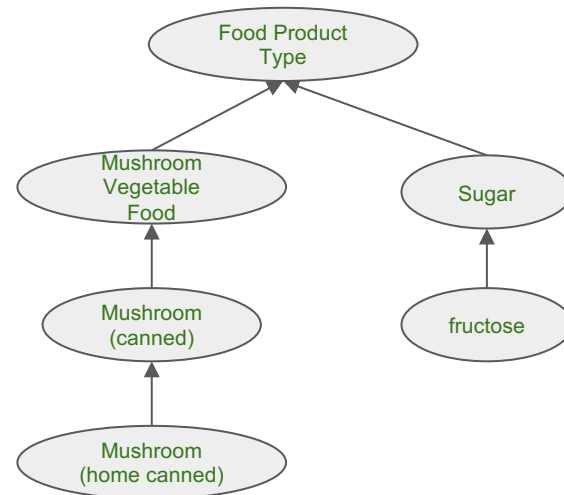 Food Product
Type
Mushroom
Vegetable
Food
Sugar
Mushroom
(canned)
fructose
Mushroom
(home canned)